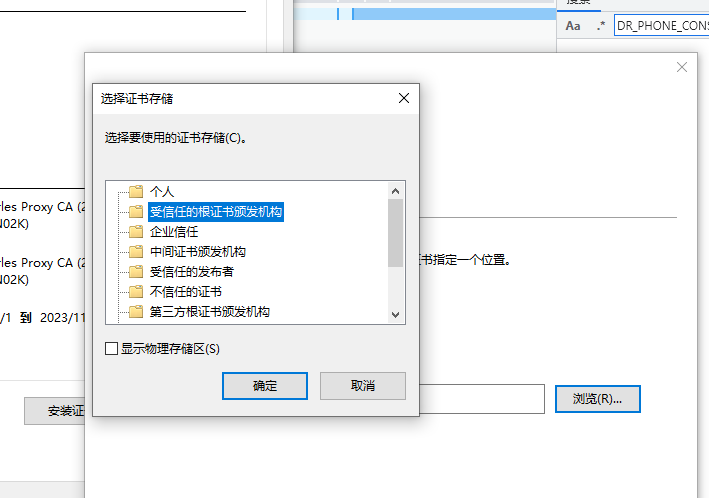 搜索
Aa .* DR_PHONE_CONS
选择证书存储
选择要使用的证书存储(C)。
个人
受信任的根证书颁发机构
企业信任
中间证书颁发机构
受信任的发布者
不信任的证书
第三方根证书颁发机构
显示物理存储区(S)
确定 取消
rles Proxy CA (2
N02K)
rles Proxy CA (2
N02K)
/1 到 2023/11
书指定一个位置。
安装证
浏览(R)...